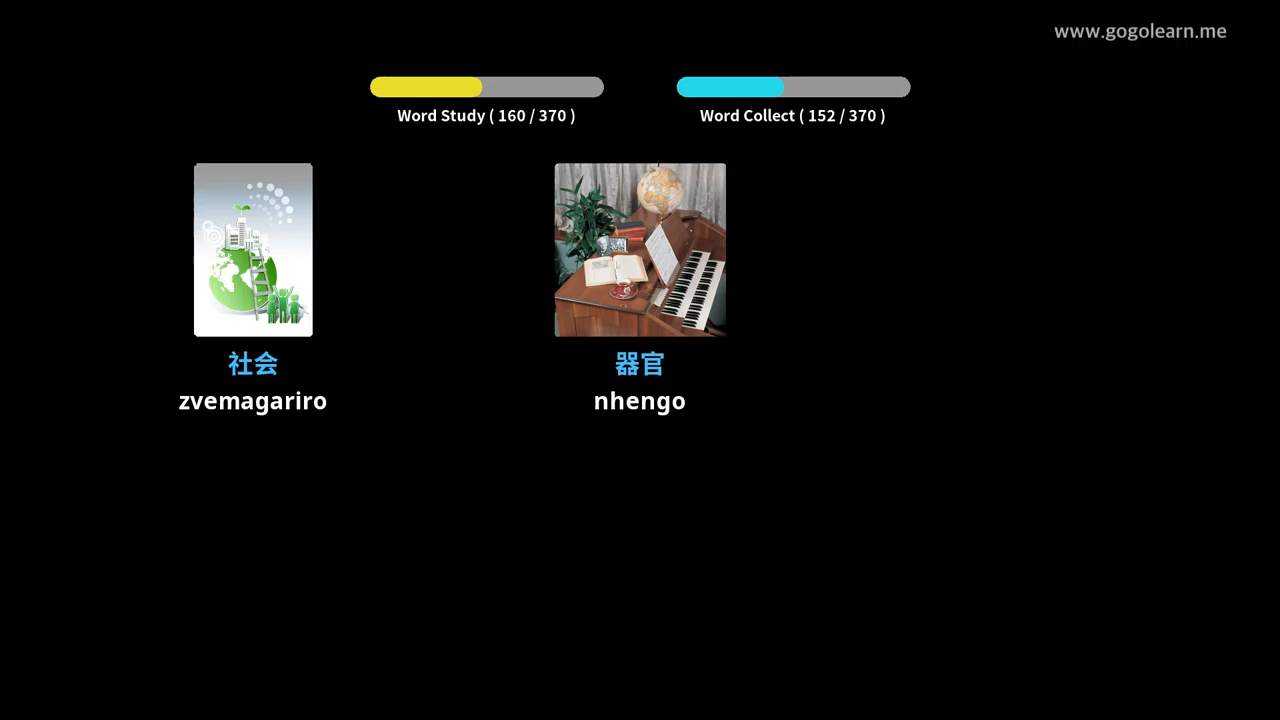 www.gogolearn.me
Word Study ( 160 / 370 )
Word Collect ( 152 / 370 )
社会
zvemagariro
器官
nhengo